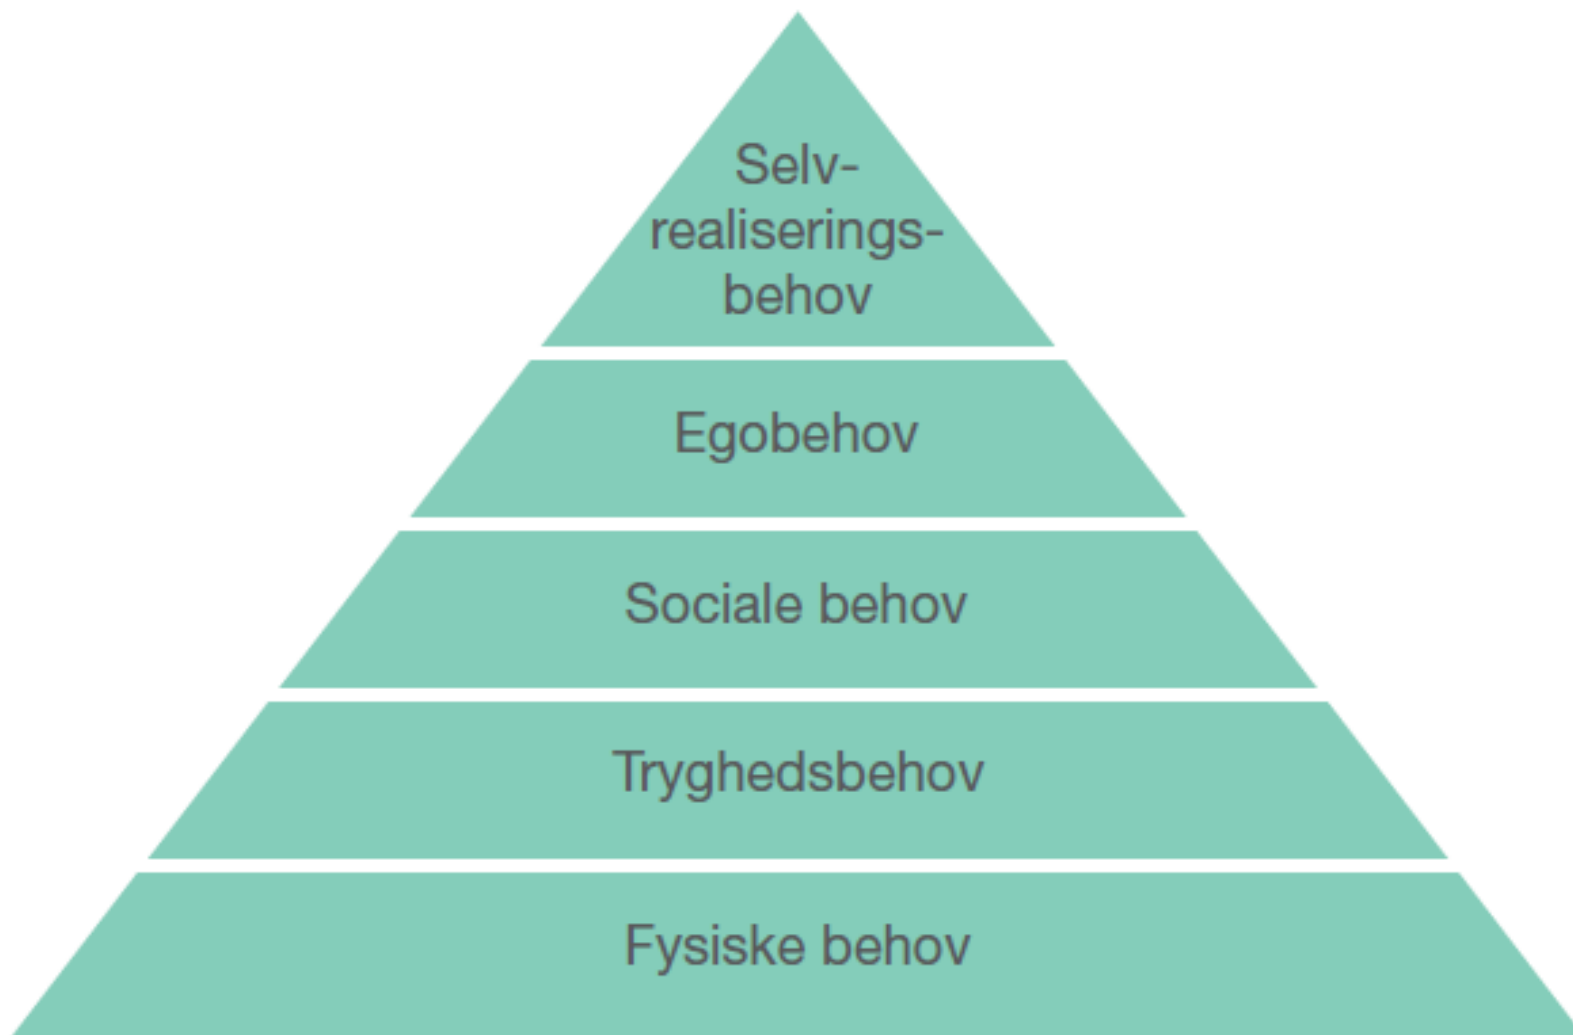 Selv-
realiserings-
behov
Egobehov
Sociale behov
Tryghedsbehov
Fysiske behov